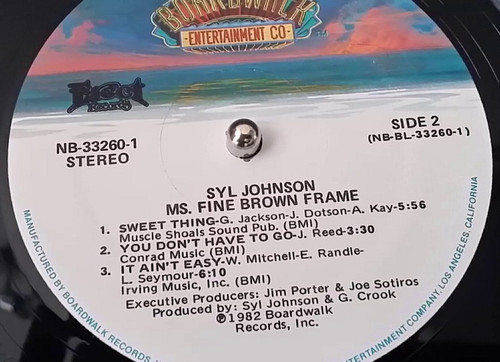 BOARDWALK
-ENTERTAINMENT CO-
NB-33260-1
STEREO
SIDE 2
(NB-BL-33260-1)
SYL JOHNSON
MS. FINE BROWN FRAME
1. SWEET THING-G. Jackson-J. Dotson-A. Kay-5:56
Muscle Shoals Sound Pub. (BMI)
2. YOU DON'T HAVE TO GO-J. Reed-3:30
Conrad Music (BMI)
3. IT AIN'T EASY-W. Mitchell-E. Randle-
L. Seymour-6:10
Irving Music, Inc. (BMI)
Executive Producers: Jim Porter & Joe Sotiros
Produced by: Syl Johnson & G. Crook
℗1982 Boardwalk
Records, Inc.
MANUFACTURED BY BOARDWALK RECORDS, IN
ENTERTAINMENT COMPANY, LOS ANGELES, CALIFORNIA